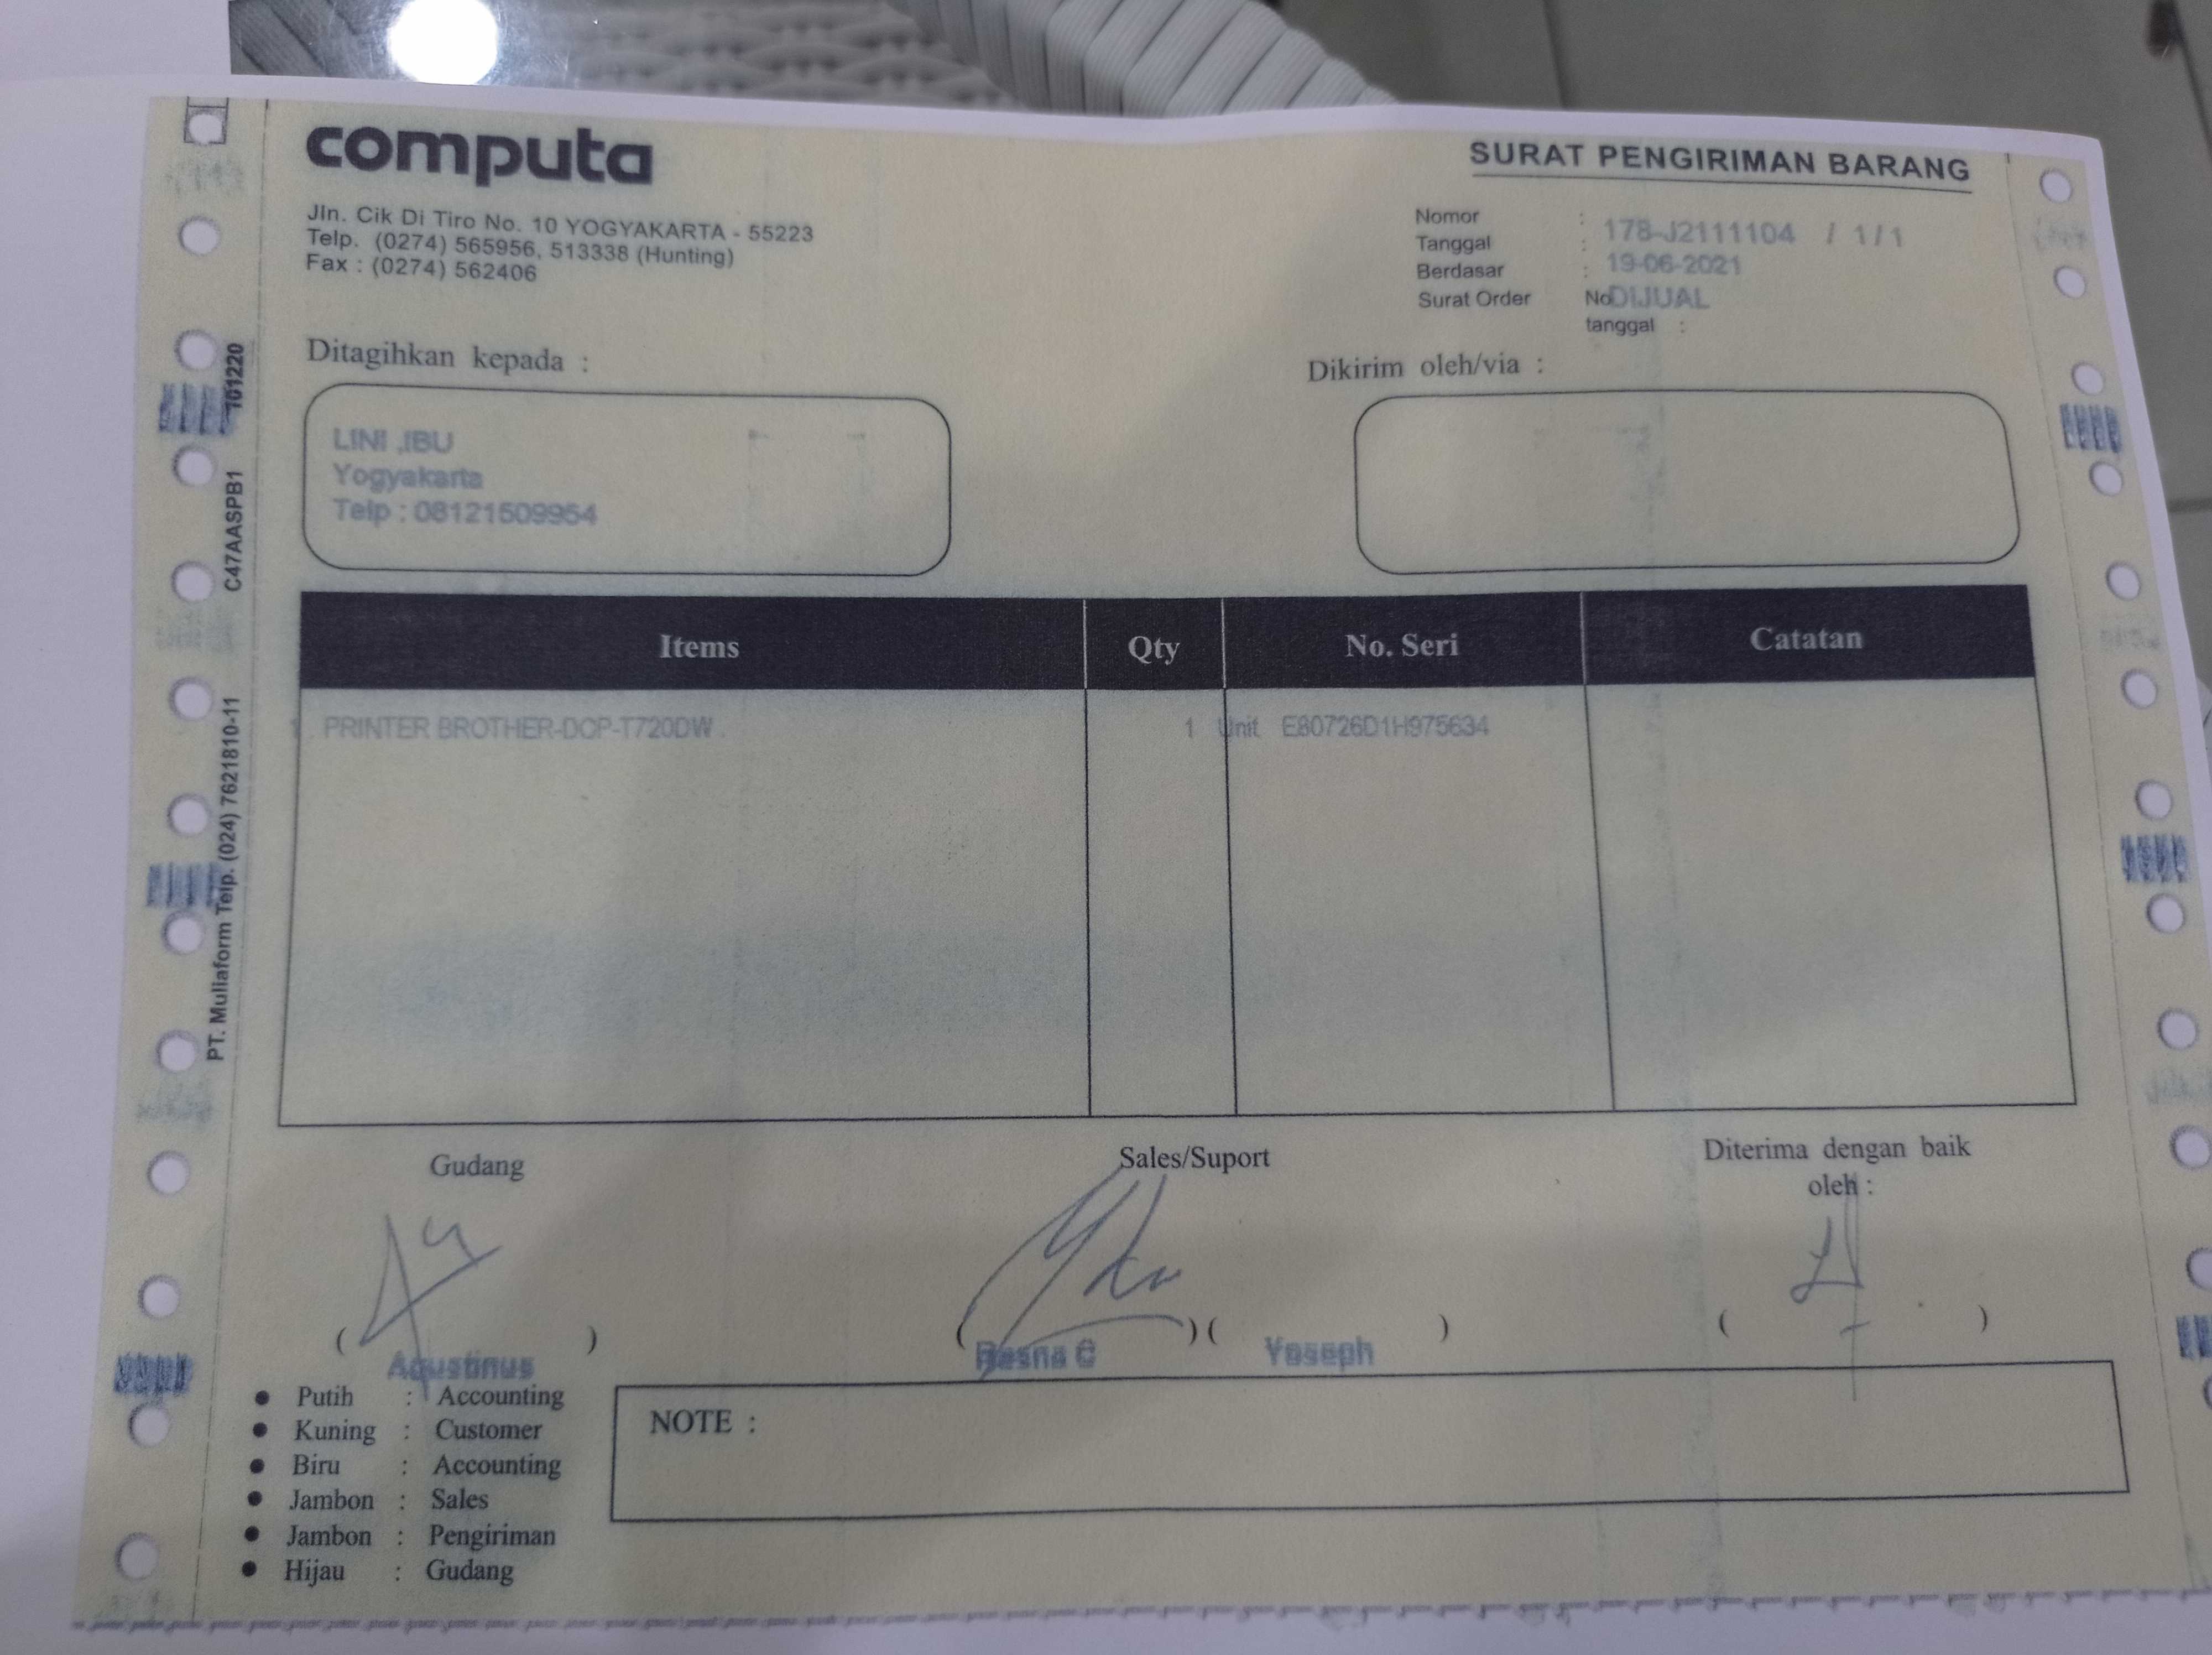 computa
Jln. Cik Di Tiro No. 10 YOGYAKARTA - 55223
Telp. (0274) 565956, 513338 (Hunting)
Fax : (0274) 562406
SURAT PENGIRIMAN BARANG
Nomor : 178-J2111104 / 1/1
Tanggal : 19-06-2021
Berdasar : DIJUAL
Surat Order No
tanggal :
Ditagihkan kepada :
LINI ,IBU
Yogyakarta
Telp : 08121509954
Dikirim oleh/via :
Items Qty No. Seri Catatan
1 . PRINTER BROTHER-DCP-T720DW . 1 Unit E80726D1H975634
Gudang
Sales/Suport
Diterima dengan baik
oleh :
( ) ( ) ( ) ( )
Agustinus Yoseph
• Putih : Accounting
• Kuning : Customer
• Biru : Accounting
• Jambon : Sales
• Jambon : Pengiriman
• Hijau : Gudang
NOTE :
PT. Muliaform Telp. (024) 7621810-11 C47AASPB1 101220